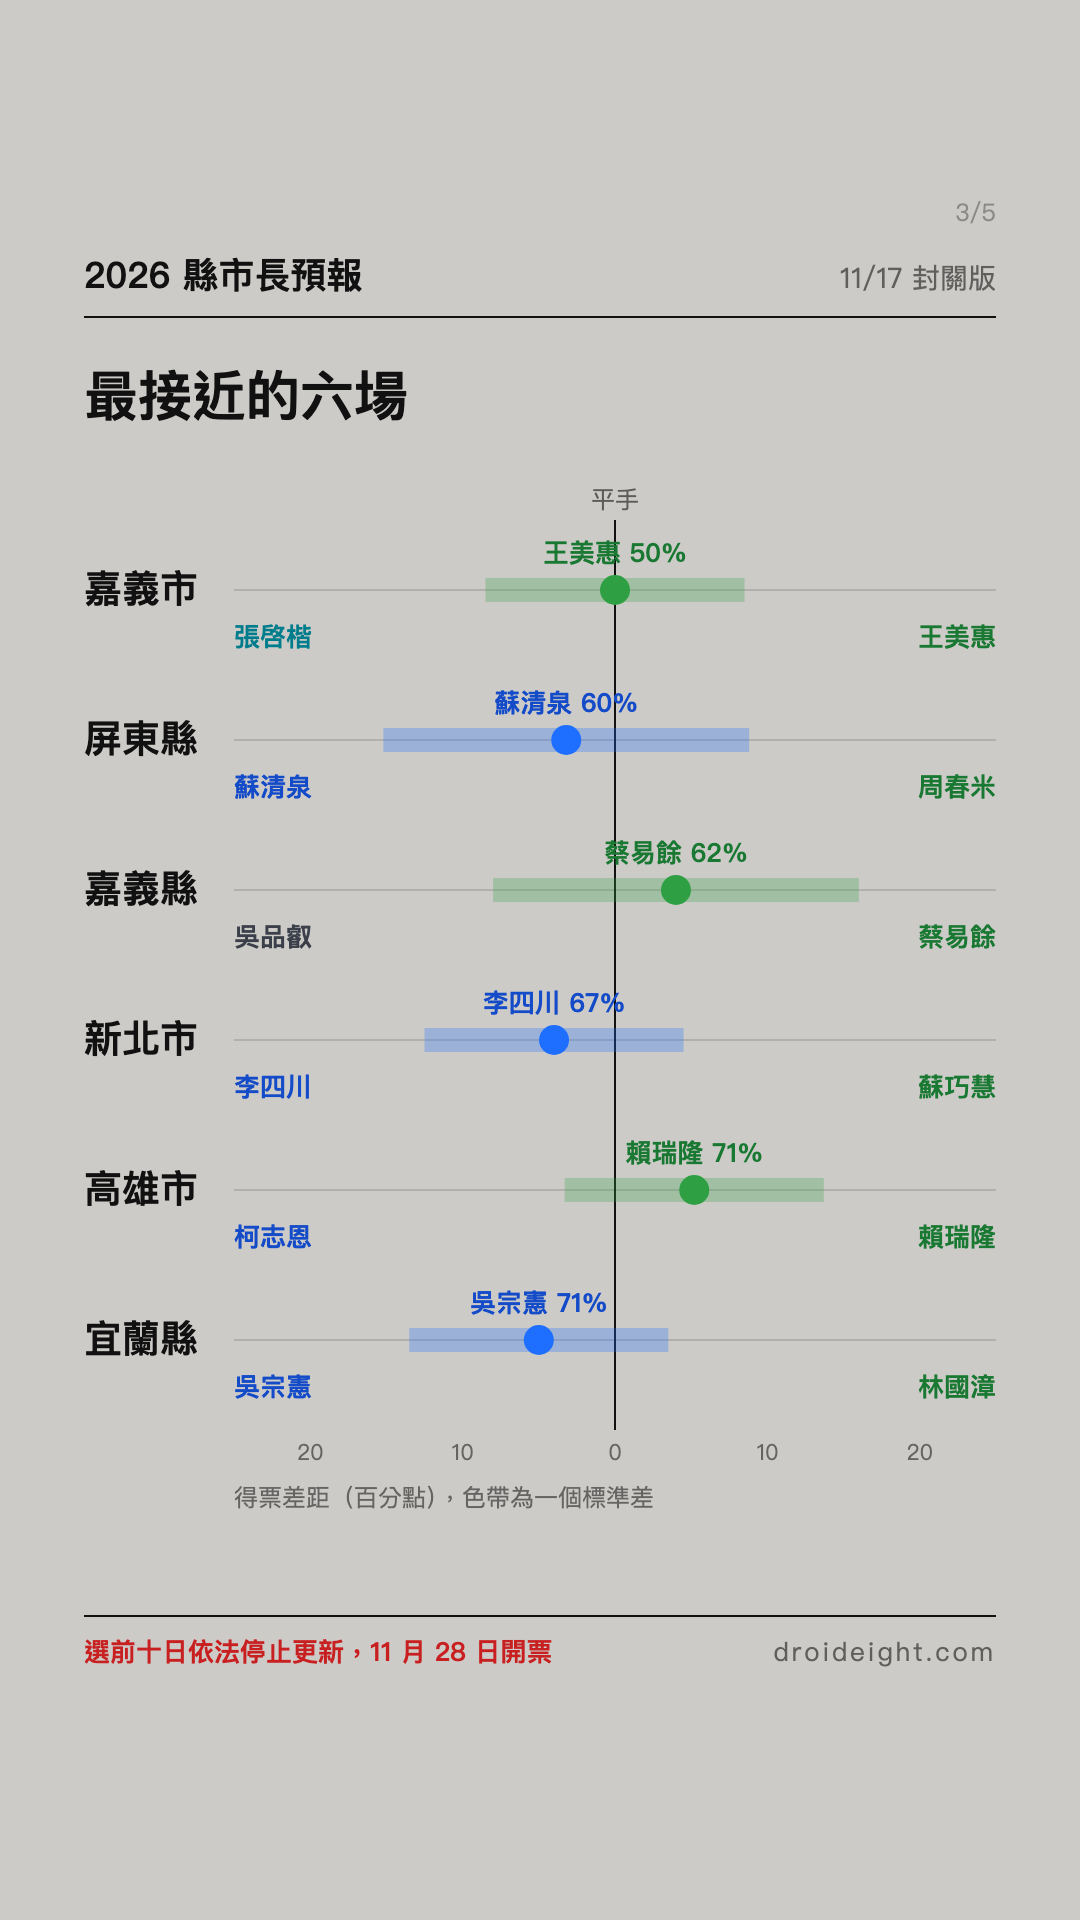 3/5
2026 縣市長預報
11/17 封關版
最接近的六場
平手
王美惠 50%
嘉義市
張啓楷
王美惠
蘇清泉 60%
屏東縣
蘇清泉
周春米
蔡易餘 62%
嘉義縣
吳品叡
蔡易餘
李四川 67%
新北市
李四川
蘇巧慧
賴瑞隆 71%
高雄市
柯志恩
賴瑞隆
吳宗憲 71%
宜蘭縣
吳宗憲
林國漳
20 10 0 10 20
得票差距（百分點），色帶為一個標準差
選前十日依法停止更新，11 月 28 日開票
droideight.com